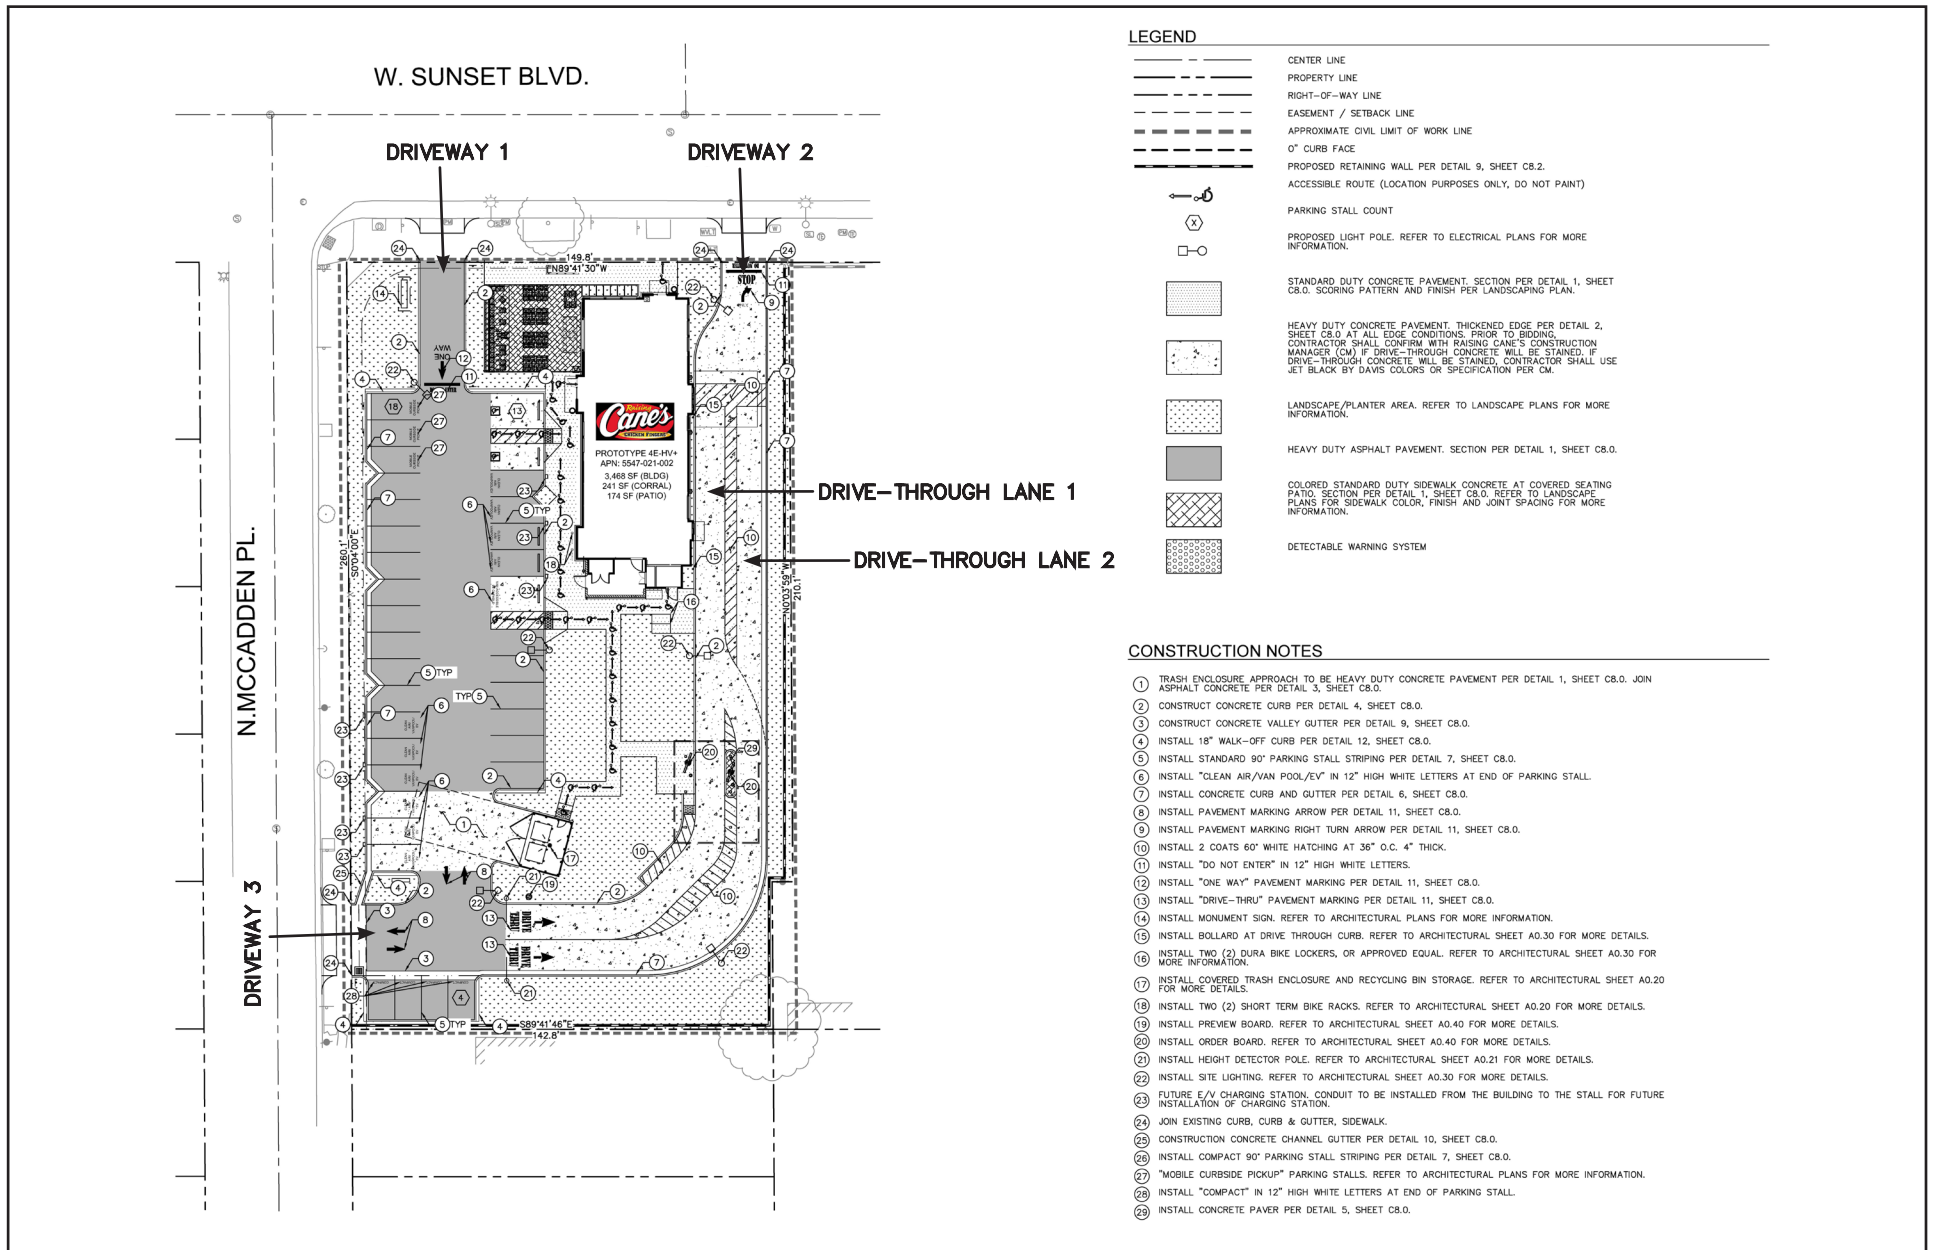 W. SUNSET BLVD.
DRIVEWAY 1
DRIVEWAY 2
149.8'
N89°41'30"W
STOP
ONE
WAY
Raising
Cane's
CHICKEN FINGERS
PROTOTYPE 4E-HV+
APN: 5547-021-002
3,468 SF (BLDG)
241 SF (CORRAL)
174 SF (PATIO)
DRIVE-THROUGH LANE 1
DRIVE-THROUGH LANE 2
260.1'
S0°04'00"E
N0°03'59"W
210.1'
N.MCCADDEN PL.
5 TYP
5 TYP
TYP 5
DRIVEWAY 3
DRIVE
THRU
DRIVE
THRU
5 TYP
S89°41'46"E
142.8'
LEGEND
CENTER LINE
PROPERTY LINE
RIGHT-OF-WAY LINE
EASEMENT / SETBACK LINE
APPROXIMATE CIVIL LIMIT OF WORK LINE
0" CURB FACE
PROPOSED RETAINING WALL PER DETAIL 9, SHEET C8.2.
ACCESSIBLE ROUTE (LOCATION PURPOSES ONLY, DO NOT PAINT)
X PARKING STALL COUNT
PROPOSED LIGHT POLE. REFER TO ELECTRICAL PLANS FOR MORE
INFORMATION.
STANDARD DUTY CONCRETE PAVEMENT. SECTION PER DETAIL 1, SHEET
C8.0. SCORING PATTERN AND FINISH PER LANDSCAPING PLAN.
HEAVY DUTY CONCRETE PAVEMENT. THICKENED EDGE PER DETAIL 2,
SHEET C8.0 AT ALL EDGE CONDITIONS. PRIOR TO BIDDING,
CONTRACTOR SHALL CONFIRM WITH RAISING CANE'S CONSTRUCTION
MANAGER (CM) IF DRIVE-THROUGH CONCRETE WILL BE STAINED. IF
DRIVE-THROUGH CONCRETE WILL BE STAINED, CONTRACTOR SHALL USE
JET BLACK BY DAVIS COLORS OR SPECIFICATION PER CM.
LANDSCAPE/PLANTER AREA. REFER TO LANDSCAPE PLANS FOR MORE
INFORMATION.
HEAVY DUTY ASPHALT PAVEMENT. SECTION PER DETAIL 1, SHEET C8.0.
COLORED STANDARD DUTY SIDEWALK CONCRETE AT COVERED SEATING
PATIO. SECTION PER DETAIL 1, SHEET C8.0. REFER TO LANDSCAPE
PLANS FOR SIDEWALK COLOR, FINISH AND JOINT SPACING FOR MORE
INFORMATION.
DETECTABLE WARNING SYSTEM
CONSTRUCTION NOTES
1 TRASH ENCLOSURE APPROACH TO BE HEAVY DUTY CONCRETE PAVEMENT PER DETAIL 1, SHEET C8.0. JOIN
ASPHALT CONCRETE PER DETAIL 3, SHEET C8.0.
2 CONSTRUCT CONCRETE CURB PER DETAIL 4, SHEET C8.0.
3 CONSTRUCT CONCRETE VALLEY GUTTER PER DETAIL 9, SHEET C8.0.
4 INSTALL 18" WALK-OFF CURB PER DETAIL 12, SHEET C8.0.
5 INSTALL STANDARD 90° PARKING STALL STRIPING PER DETAIL 7, SHEET C8.0.
6 INSTALL "CLEAN AIR/VAN POOL/EV" IN 12" HIGH WHITE LETTERS AT END OF PARKING STALL.
7 INSTALL CONCRETE CURB AND GUTTER PER DETAIL 6, SHEET C8.0.
8 INSTALL PAVEMENT MARKING ARROW PER DETAIL 11, SHEET C8.0.
9 INSTALL PAVEMENT MARKING RIGHT TURN ARROW PER DETAIL 11, SHEET C8.0.
10 INSTALL 2 COATS 60° WHITE HATCHING AT 36" O.C. 4" THICK.
11 INSTALL "DO NOT ENTER" IN 12" HIGH WHITE LETTERS.
12 INSTALL "ONE WAY" PAVEMENT MARKING PER DETAIL 11, SHEET C8.0.
13 INSTALL "DRIVE-THRU" PAVEMENT MARKING PER DETAIL 11, SHEET C8.0.
14 INSTALL MONUMENT SIGN. REFER TO ARCHITECTURAL PLANS FOR MORE INFORMATION.
15 INSTALL BOLLARD AT DRIVE THROUGH CURB. REFER TO ARCHITECTURAL SHEET A0.30 FOR MORE DETAILS.
16 INSTALL TWO (2) DURA BIKE LOCKERS, OR APPROVED EQUAL. REFER TO ARCHITECTURAL SHEET A0.30 FOR
MORE INFORMATION.
17 INSTALL COVERED TRASH ENCLOSURE AND RECYCLING BIN STORAGE. REFER TO ARCHITECTURAL SHEET A0.20
FOR MORE DETAILS.
18 INSTALL TWO (2) SHORT TERM BIKE RACKS. REFER TO ARCHITECTURAL SHEET A0.20 FOR MORE DETAILS.
19 INSTALL PREVIEW BOARD. REFER TO ARCHITECTURAL SHEET A0.40 FOR MORE DETAILS.
20 INSTALL ORDER BOARD. REFER TO ARCHITECTURAL SHEET A0.40 FOR MORE DETAILS.
21 INSTALL HEIGHT DETECTOR POLE. REFER TO ARCHITECTURAL SHEET A0.21 FOR MORE DETAILS.
22 INSTALL SITE LIGHTING. REFER TO ARCHITECTURAL SHEET A0.30 FOR MORE DETAILS.
23 FUTURE E/V CHARGING STATION. CONDUIT TO BE INSTALLED FROM THE BUILDING TO THE STALL FOR FUTURE
INSTALLATION OF CHARGING STATION.
24 JOIN EXISTING CURB, CURB & GUTTER, SIDEWALK.
25 CONSTRUCTION CONCRETE CHANNEL GUTTER PER DETAIL 10, SHEET C8.0.
26 INSTALL COMPACT 90° PARKING STALL STRIPING PER DETAIL 7, SHEET C8.0.
27 "MOBILE CURBSIDE PICKUP" PARKING STALLS. REFER TO ARCHITECTURAL PLANS FOR MORE INFORMATION.
28 INSTALL "COMPACT" IN 12" HIGH WHITE LETTERS AT END OF PARKING STALL.
29 INSTALL CONCRETE PAVER PER DETAIL 5, SHEET C8.0.